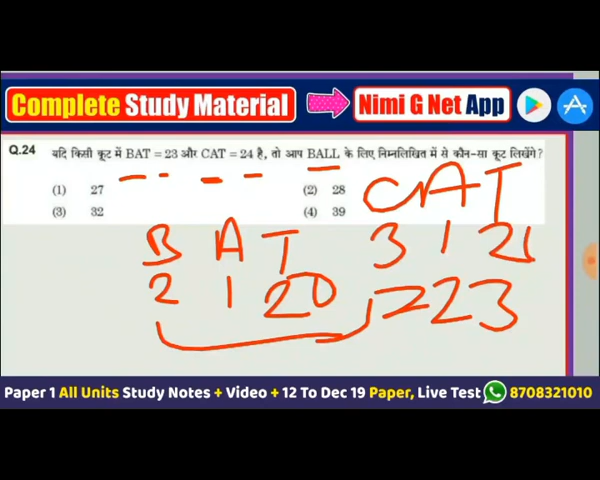 Complete Study Material Nimi G Net App
Q.24 यदि किसी कूट में BAT = 23 और CAT = 24 है, तो आप BALL के लिए निम्नलिखित में से कौन-सा कूट लिखेंगे?
(1) 27 (2) 28
(3) 32 (4) 39
CAT
BAT 3 1 2
2 1 20 = 23
Paper 1 All Units Study Notes + Video + 12 To Dec 19 Paper, Live Test 8708321010